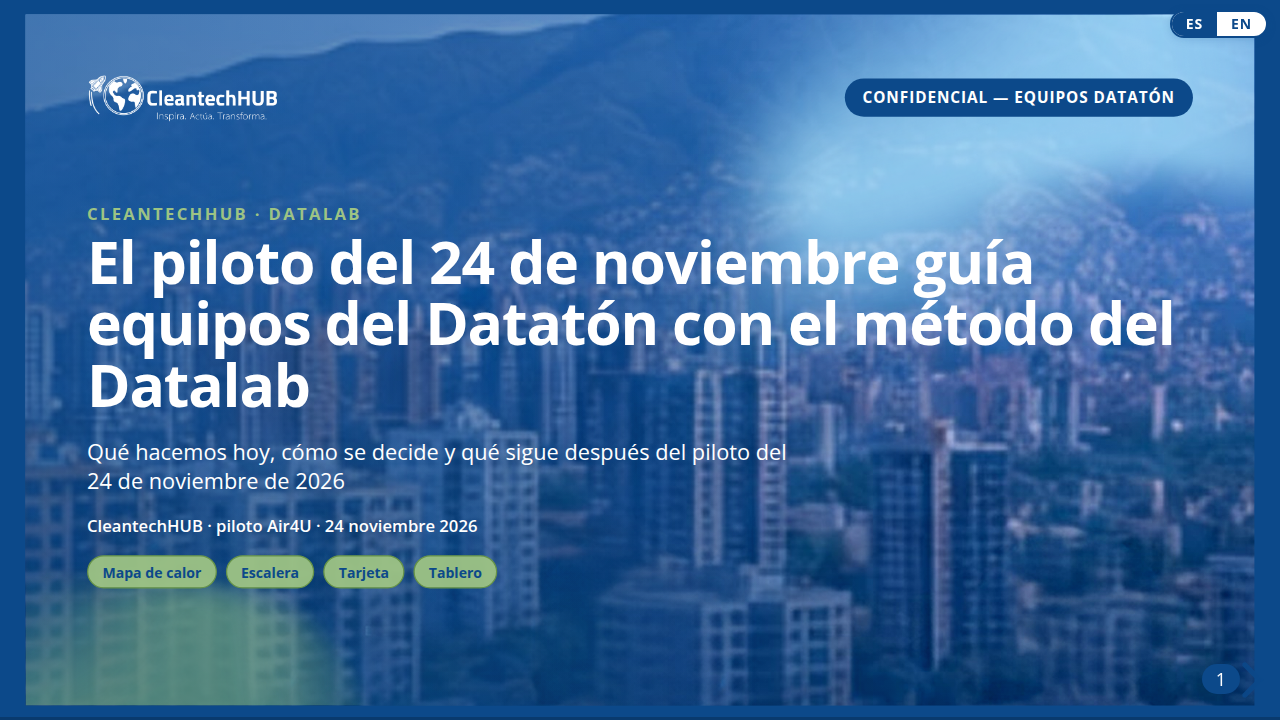 ES EN
CleantechHUB
Inspira. Actúa. Transforma.
CONFIDENCIAL — EQUIPOS DATATÓN
CLEANTECHHUB · DATALAB
El piloto del 24 de noviembre guía
equipos del Datatón con el método del
Datalab
Qué hacemos hoy, cómo se decide y qué sigue después del piloto del
24 de noviembre de 2026
CleantechHUB · piloto Air4U · 24 noviembre 2026
Mapa de calor Escalera Tarjeta Tablero
1